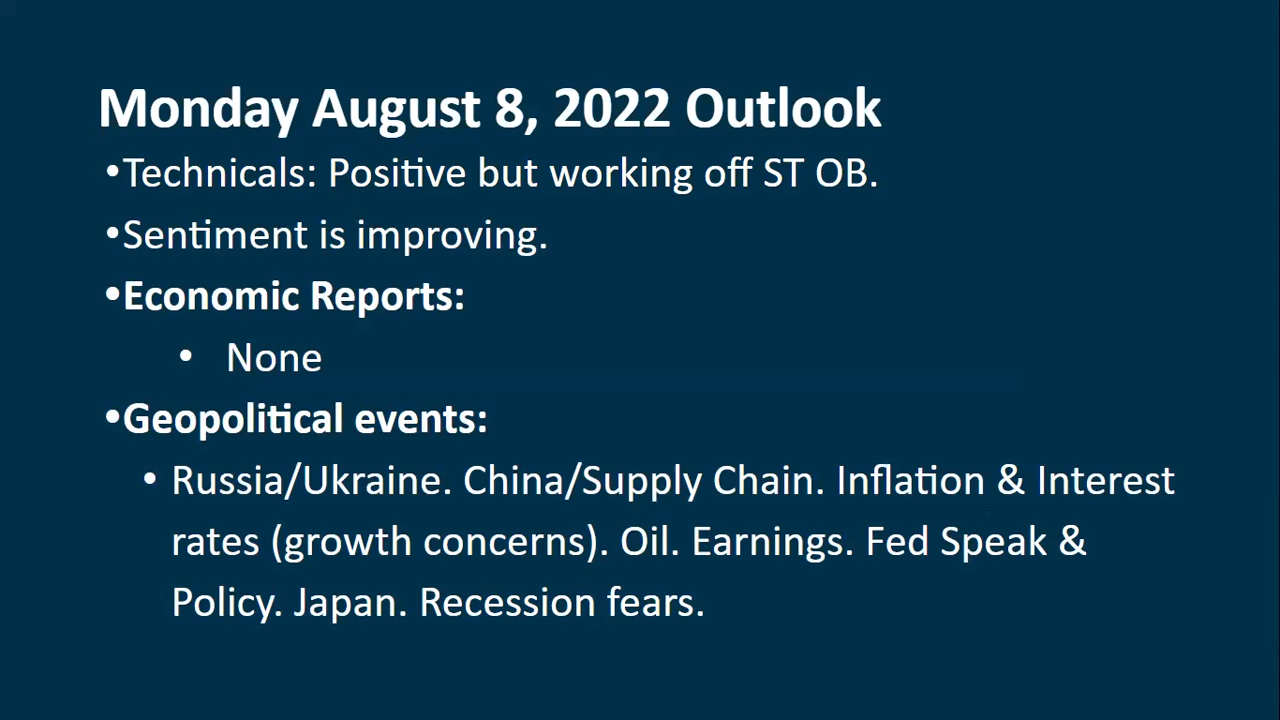 Monday August 8, 2022 Outlook
•Technicals: Positive but working off ST OB.
•Sentiment is improving.
•Economic Reports:
• None
•Geopolitical events:
• Russia/Ukraine. China/Supply Chain. Inflation & Interest
rates (growth concerns). Oil. Earnings. Fed Speak &
Policy. Japan. Recession fears.